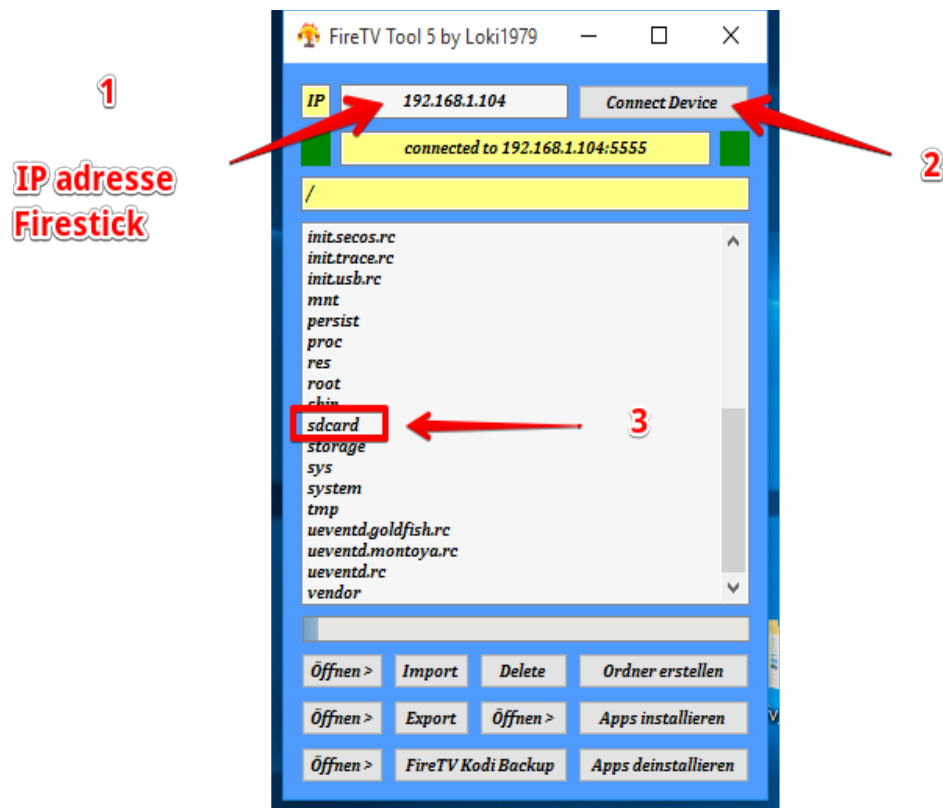 FireTV Tool 5 by Loki1979
1
IP 192.168.1.104 Connect Device
connected to 192.168.1.104:5555
2
IP adresse
Firestick
/
init.secos.rc
init.trace.rc
init.usb.rc
mnt
persist
proc
res
root
sbin
sdcard
3
storage
sys
system
tmp
ueventd.goldfish.rc
ueventd.montoya.rc
ueventd.rc
vendor
Öffnen > Import Delete Ordner erstellen
Öffnen > Export Öffnen > Apps installieren
Öffnen > FireTV Kodi Backup Apps deinstallieren